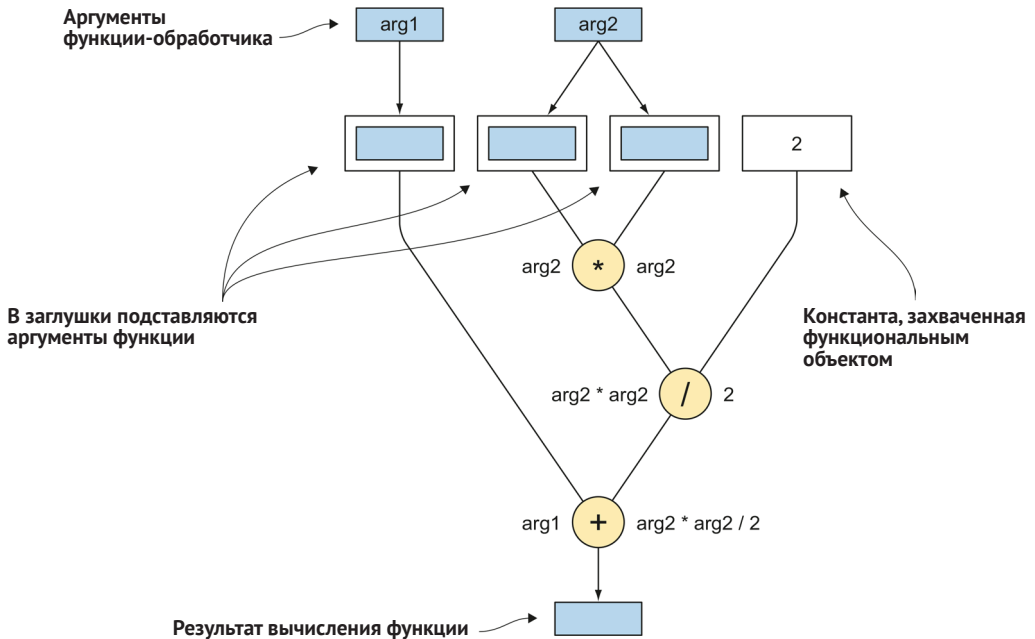 Аргументы
функции-обработчика
arg1
arg2
2
arg2
*
arg2
В заглушки подставляются
аргументы функции
Константа, захваченная
функциональным
объектом
arg2 * arg2
/
2
arg1
+
arg2 * arg2 / 2
Результат вычисления функции